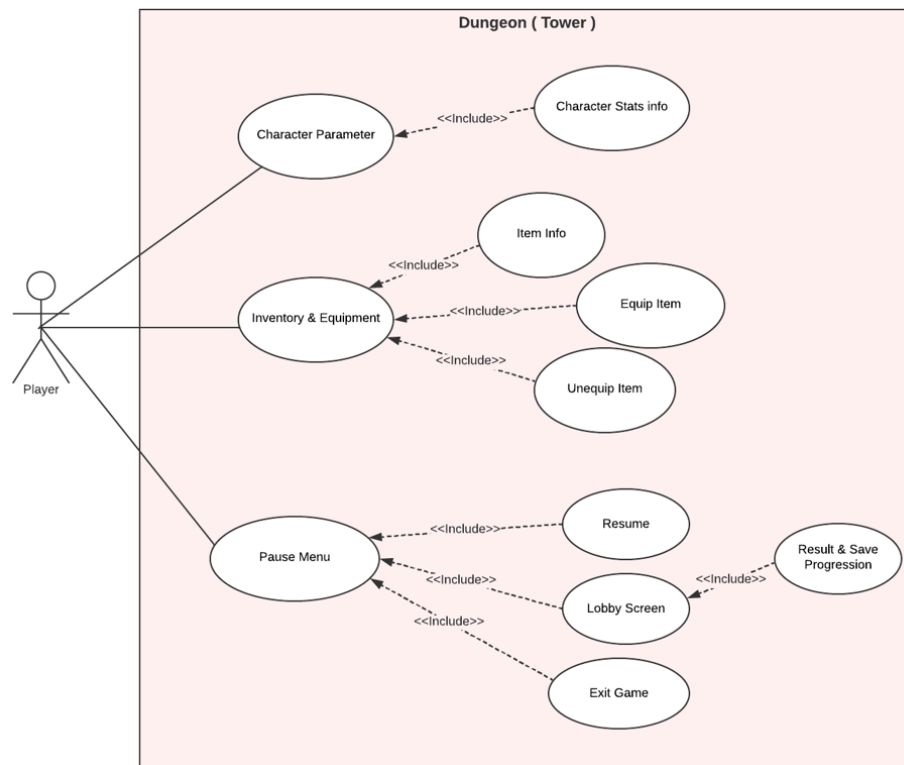 Dungeon ( Tower )
Character Stats info
<<Include>>
Character Parameter
Item Info
<<Include>>
Equip Item
<<Include>>
Inventory & Equipment
<<Include>>
Unequip Item
Player
Resume
<<Include>>
Result & Save
Progression
Pause Menu
<<Include>>
<<Include>>
Lobby Screen
<<Include>>
Exit Game